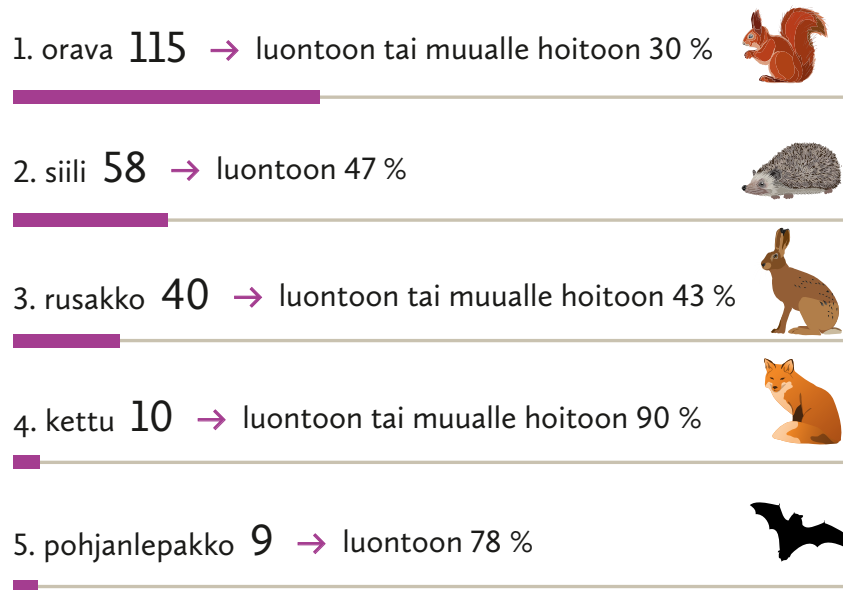 1. orava 115 → luontoon tai muualle hoitoon 30 %
2. siili 58 → luontoon 47 %
3. rusakko 40 → luontoon tai muualle hoitoon 43 %
4. kettu 10 → luontoon tai muualle hoitoon 90 %
5. pohjanlepakko 9 → luontoon 78 %